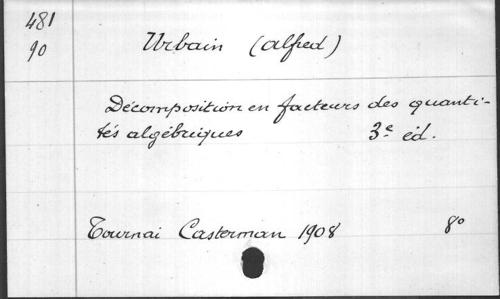 481
90
Urbain (Alfred)
Décomposition en facteurs des quanti-
tés algébriques 3e éd.
Tournai Casterman 1908 8°